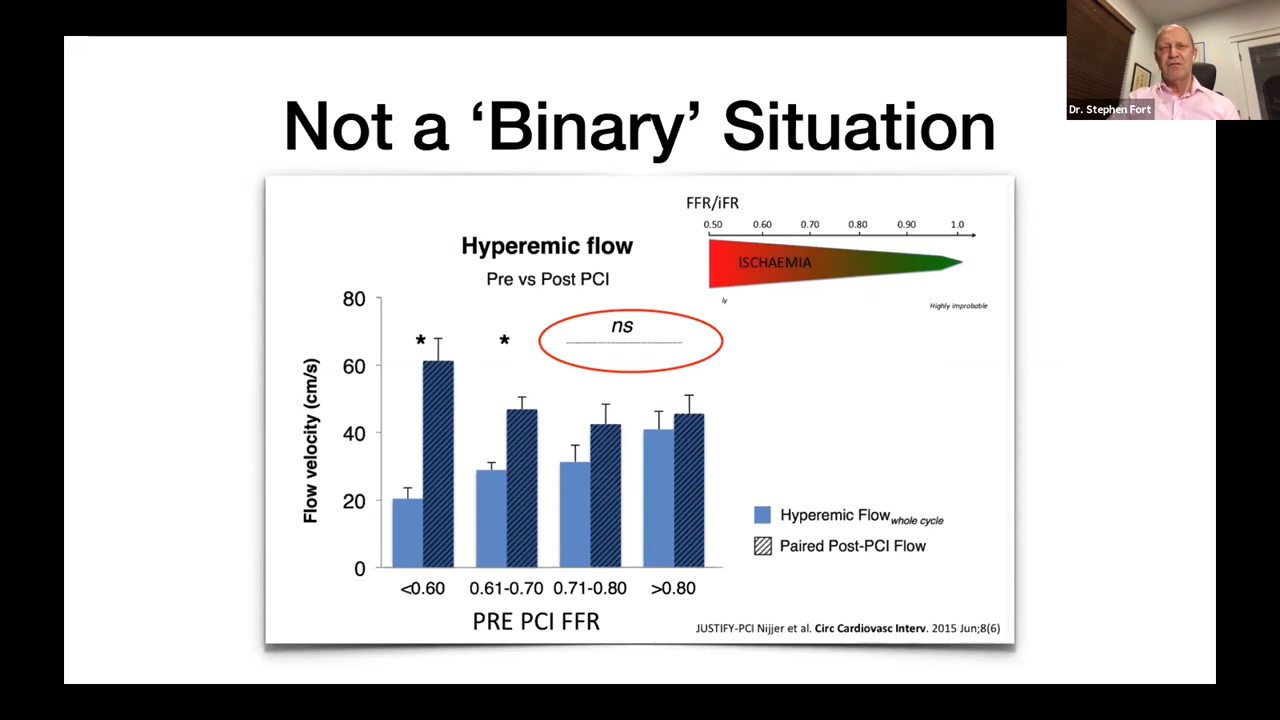 Dr. Stephen Fort
Not a ‘Binary’ Situation
FFR/iFR
0.50 0.60 0.70 0.80 0.90 1.0
ISCHAEMIA
ly
Highly improbable
Hyperemic flow
Pre vs Post PCI
80
60
40
20
0
Flow velocity (cm/s)
* * ns
<0.60 0.61-0.70 0.71-0.80 >0.80
PRE PCI FFR
Hyperemic Flow whole cycle
Paired Post-PCI Flow
JUSTIFY-PCI Nijjer et al. Circ Cardiovasc Interv. 2015 Jun;8(6)